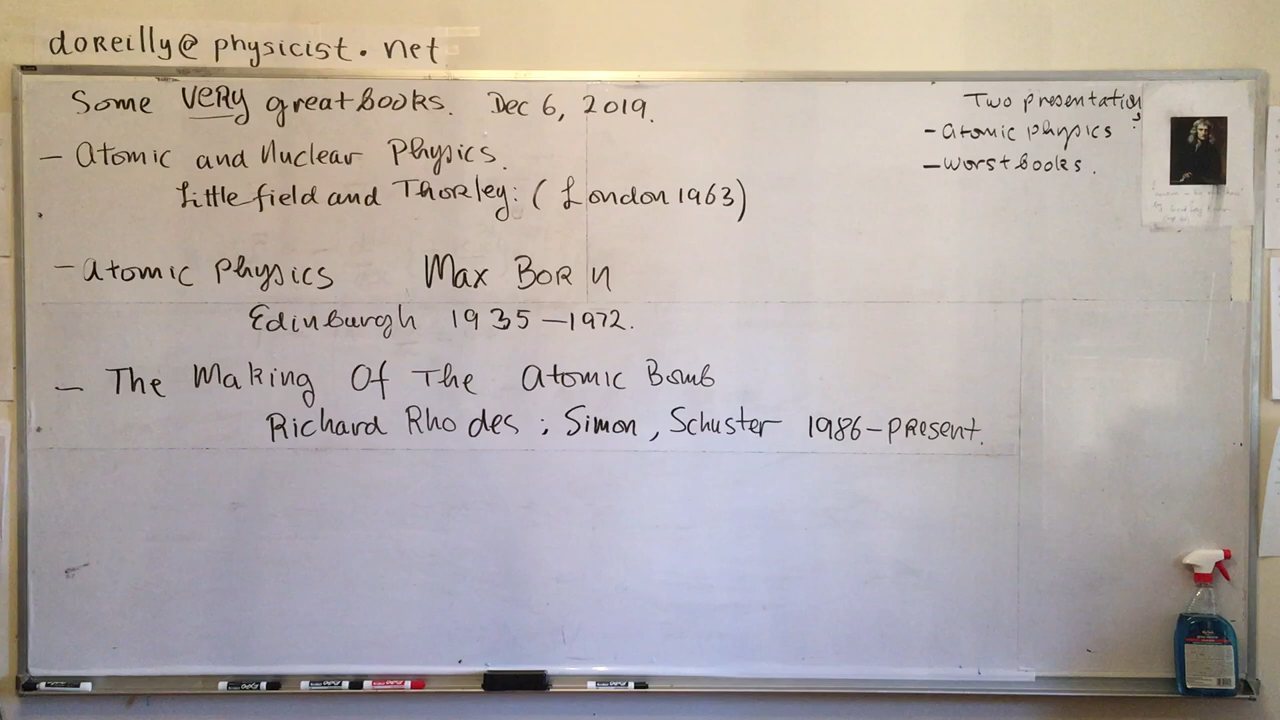 doreilly@physicist.net
Some VERY great books. Dec 6, 2019.
- Atomic and Nuclear Physics.
Littlefield and Thorley: (London 1963)
- Atomic Physics Max Born
Edinburgh 1935-1972.
- The Making Of The Atomic Bomb
Richard Rhodes; Simon, Schuster 1986-present.
Two presentations:
- atomic physics
- worst books.